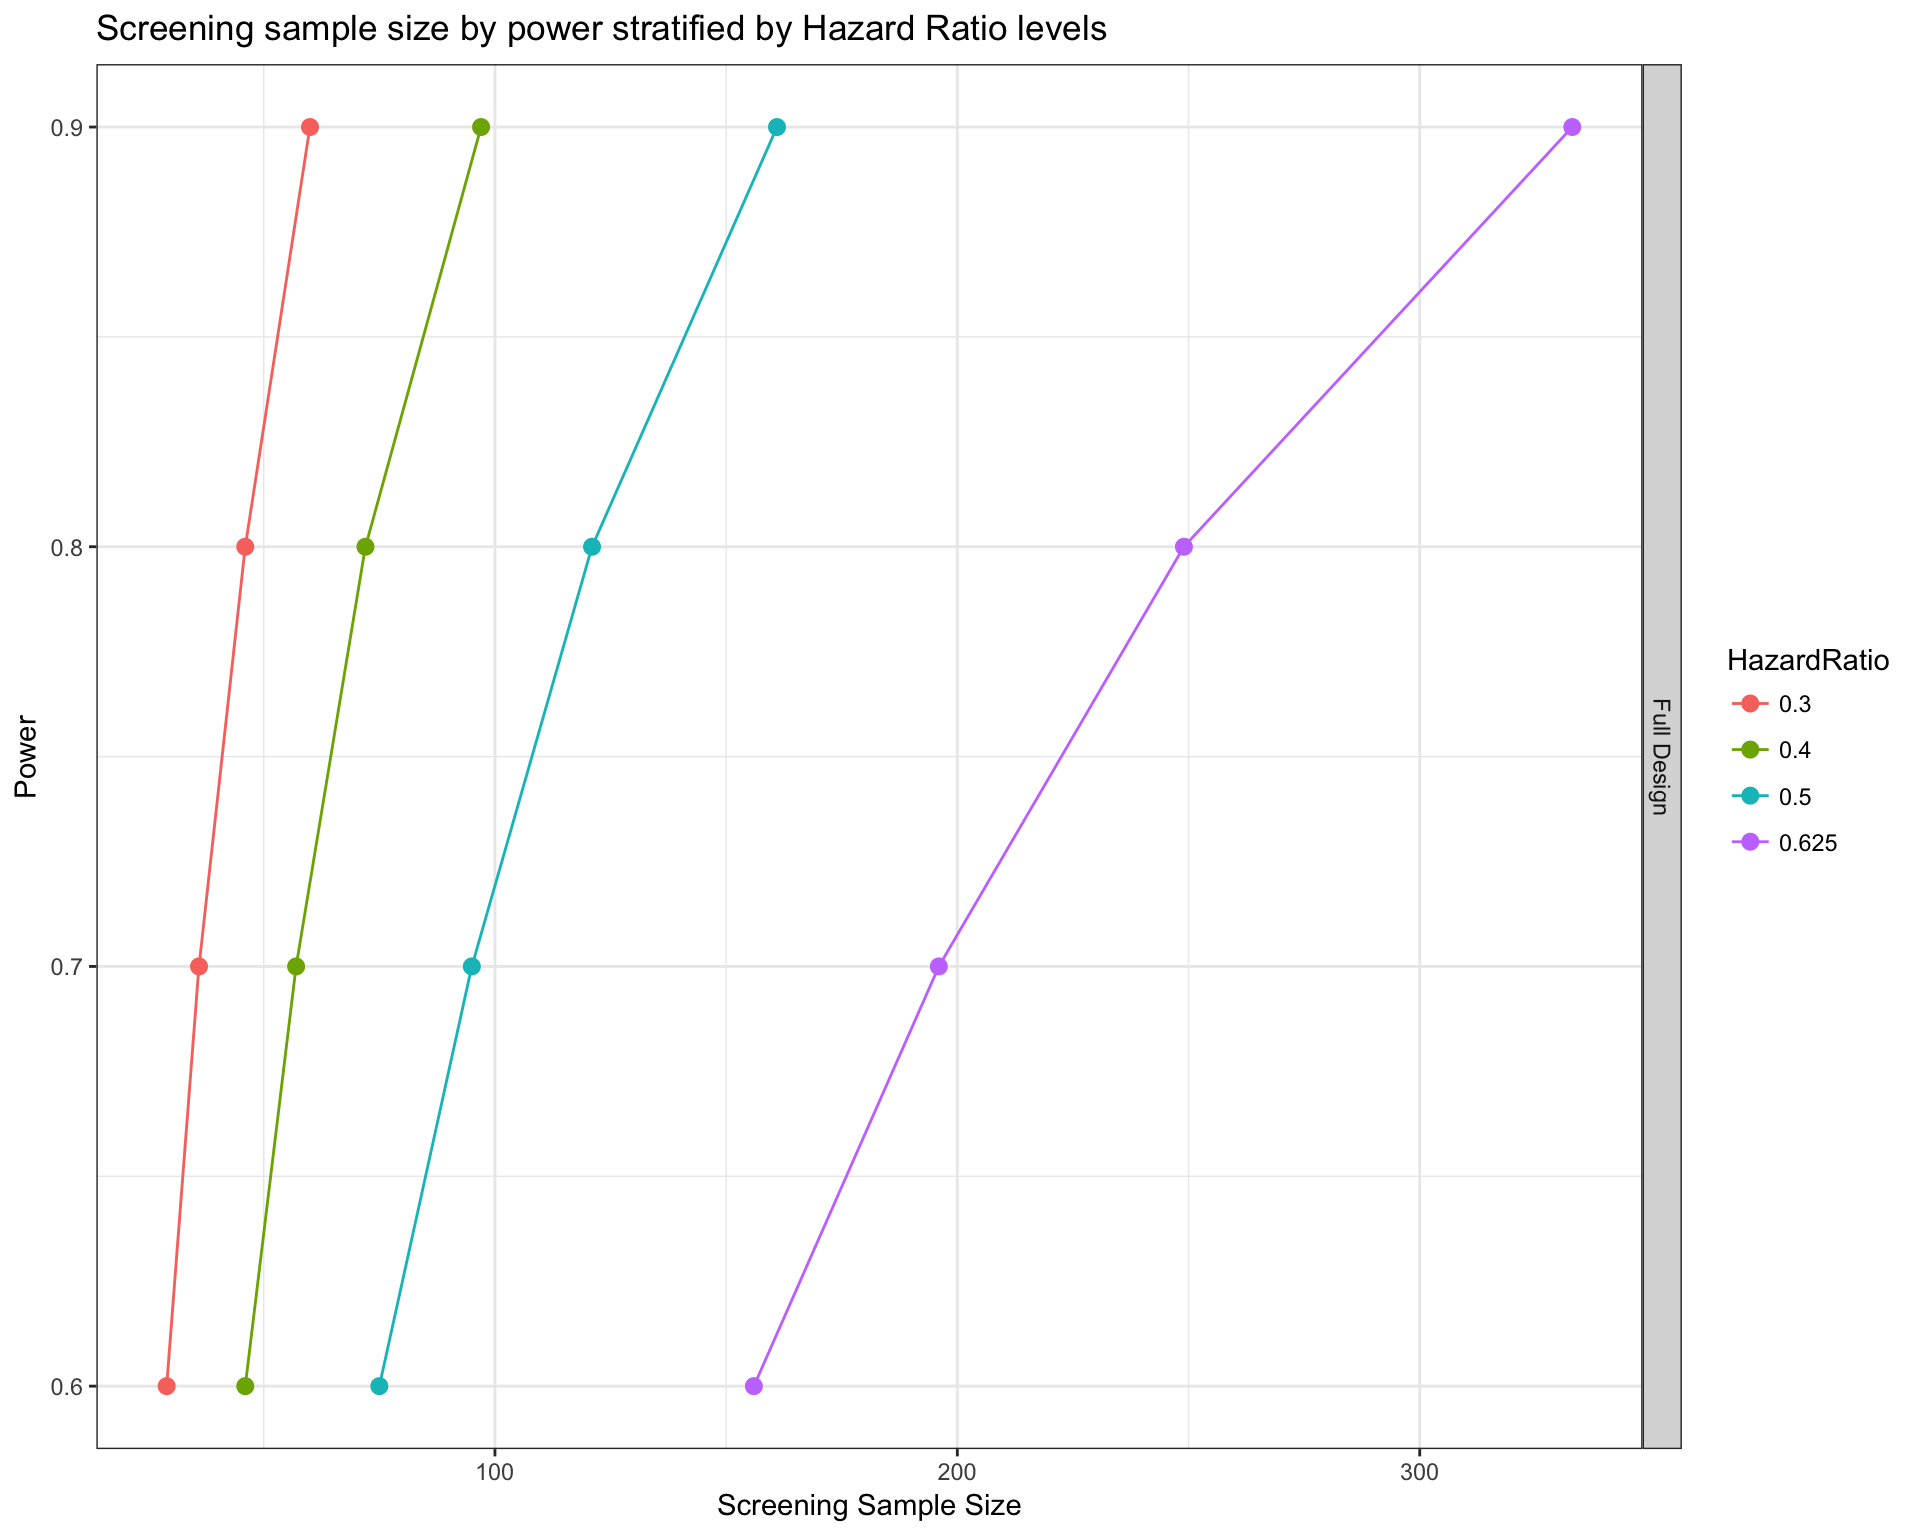 Screening sample size by power stratified by Hazard Ratio levels
0.9
0.8
0.7
0.6
Power
100
200
300
Screening Sample Size
Full Design
HazardRatio
0.3
0.4
0.5
0.625